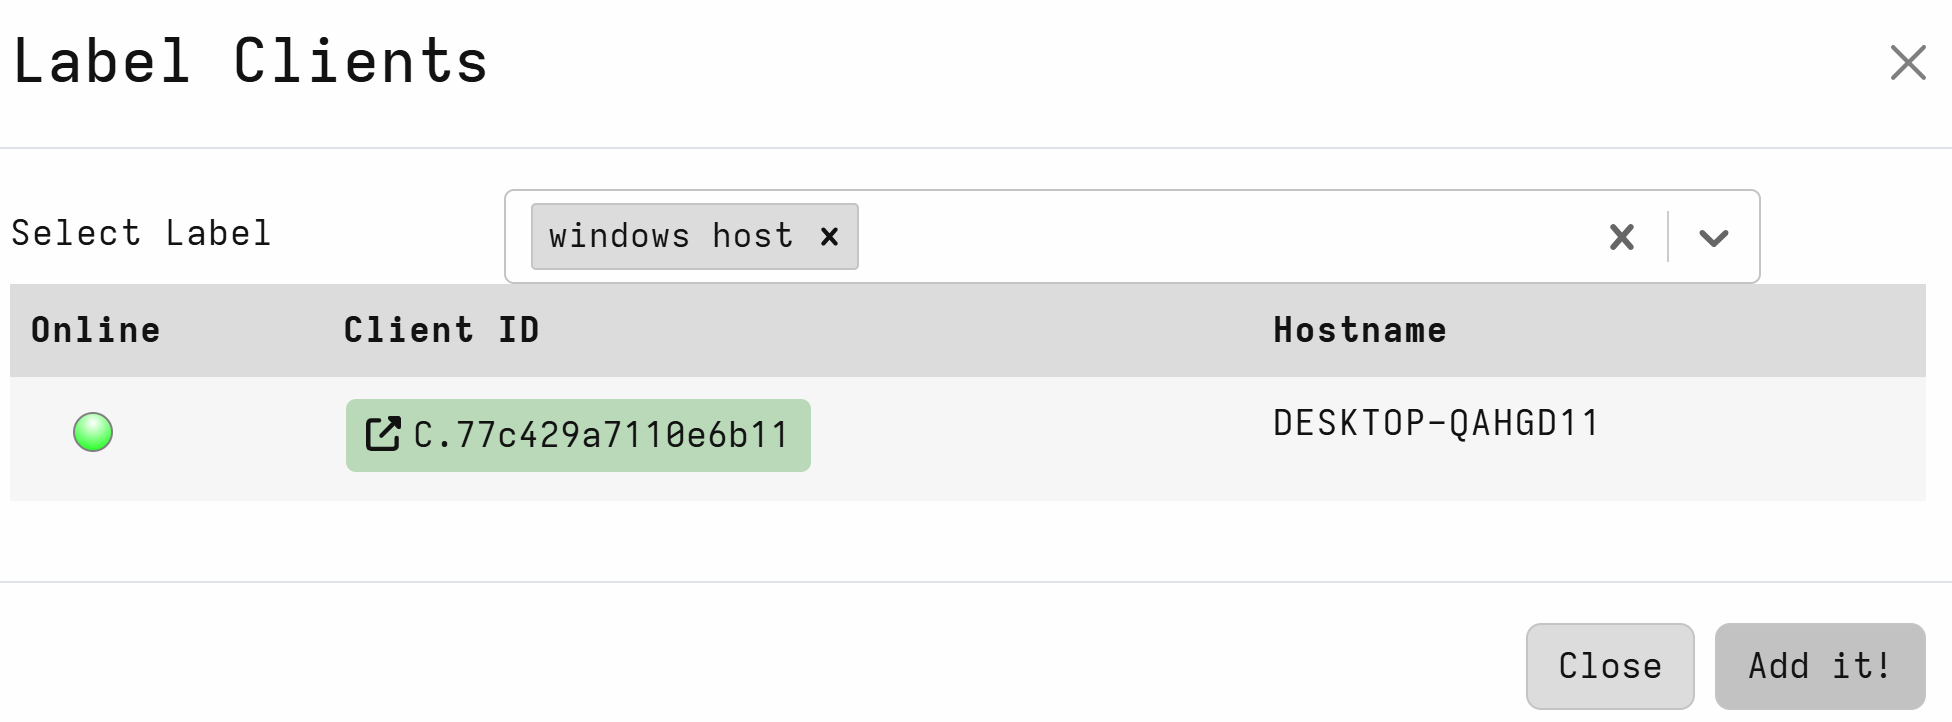 Label Clients
Select Label
windows host
Online Client ID Hostname
C.77c429a7110e6b11 DESKTOP-QAHGD11
Close Add it!